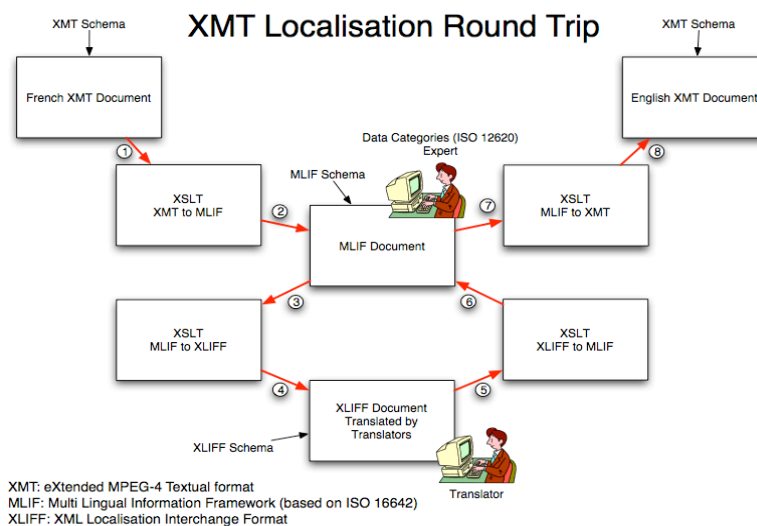 XMT Localisation Round Trip
XMT Schema
XMT Schema
French XMT Document
English XMT Document
1
8
Data Categories (ISO 12620)
Expert
MLIF Schema
XSLT
XMT to MLIF
2
MLIF Document
7
XSLT
MLIF to XMT
3
6
XSLT
MLIF to XLIFF
XSLT
XLIFF to MLIF
4
5
XLIFF Document
Translated by
Translators
XLIFF Schema
Translator
XMT: eXtended MPEG-4 Textual format
MLIF: Multi Lingual Information Framework (based on ISO 16642)
XLIFF: XML Localisation Interchange Format